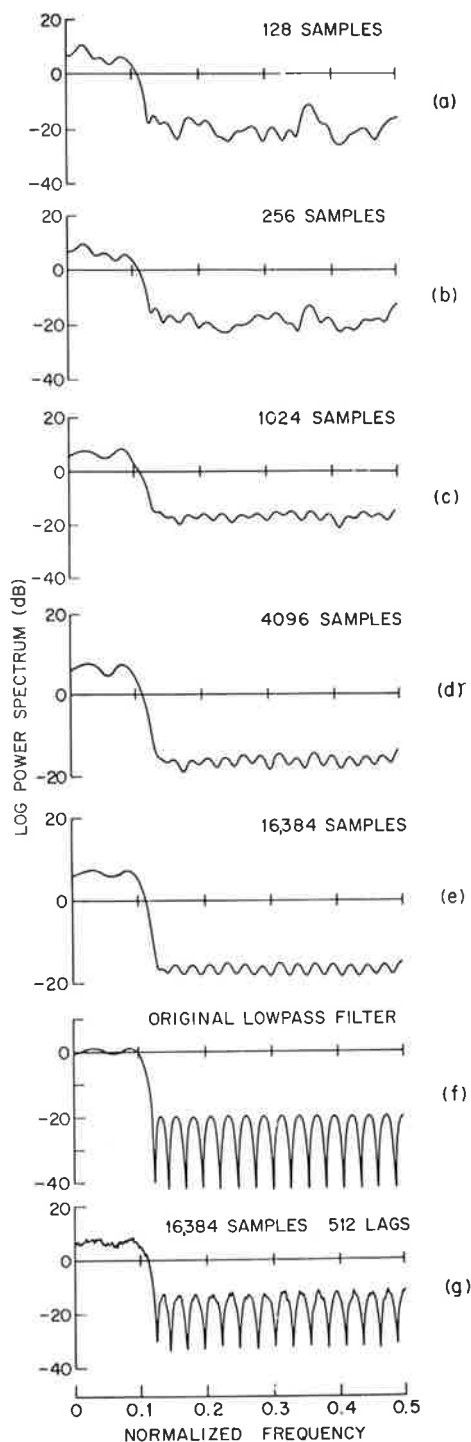 128 SAMPLES
20
0
-20
-40
(a)
256 SAMPLES
20
0
-20
-40
(b)
1024 SAMPLES
20
0
-20
-40
(c)
LOG POWER SPECTRUM (dB)
4096 SAMPLES
20
0
-20
(d)
16,384 SAMPLES
20
0
-20
(e)
ORIGINAL LOWPASS FILTER
0
-20
-40
(f)
16,384 SAMPLES 512 LAGS
20
0
-20
-40
(g)
0 0.1 0.2 0.3 0.4 0.5
NORMALIZED FREQUENCY